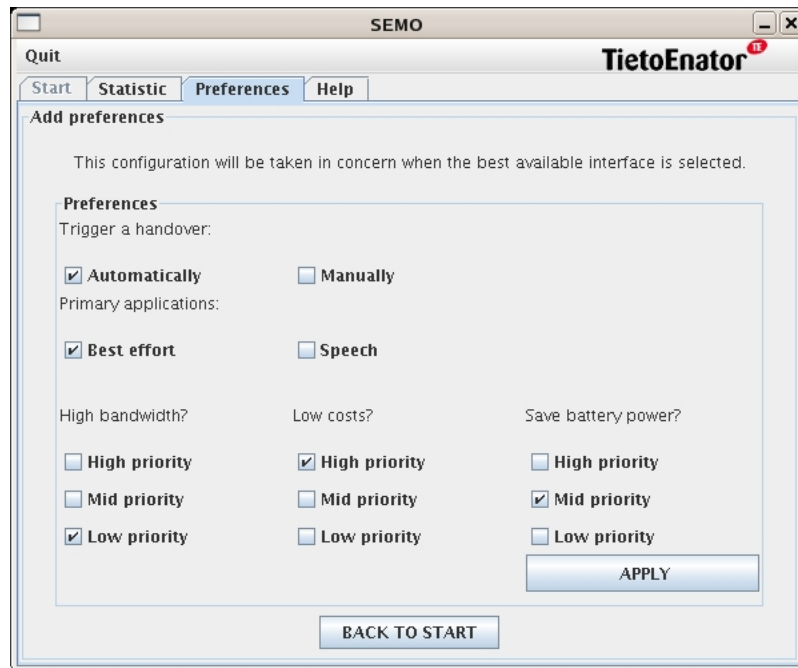 SEMO
Quit
TietoEnator TE
Start Statistic Preferences Help
Add preferences
This configuration will be taken in concern when the best available interface is selected.
Preferences
Trigger a handover:
Automatically Manually
Primary applications:
Best effort Speech
High bandwidth? Low costs? Save battery power?
High priority High priority High priority
Mid priority Mid priority Mid priority
Low priority Low priority Low priority
APPLY
BACK TO START